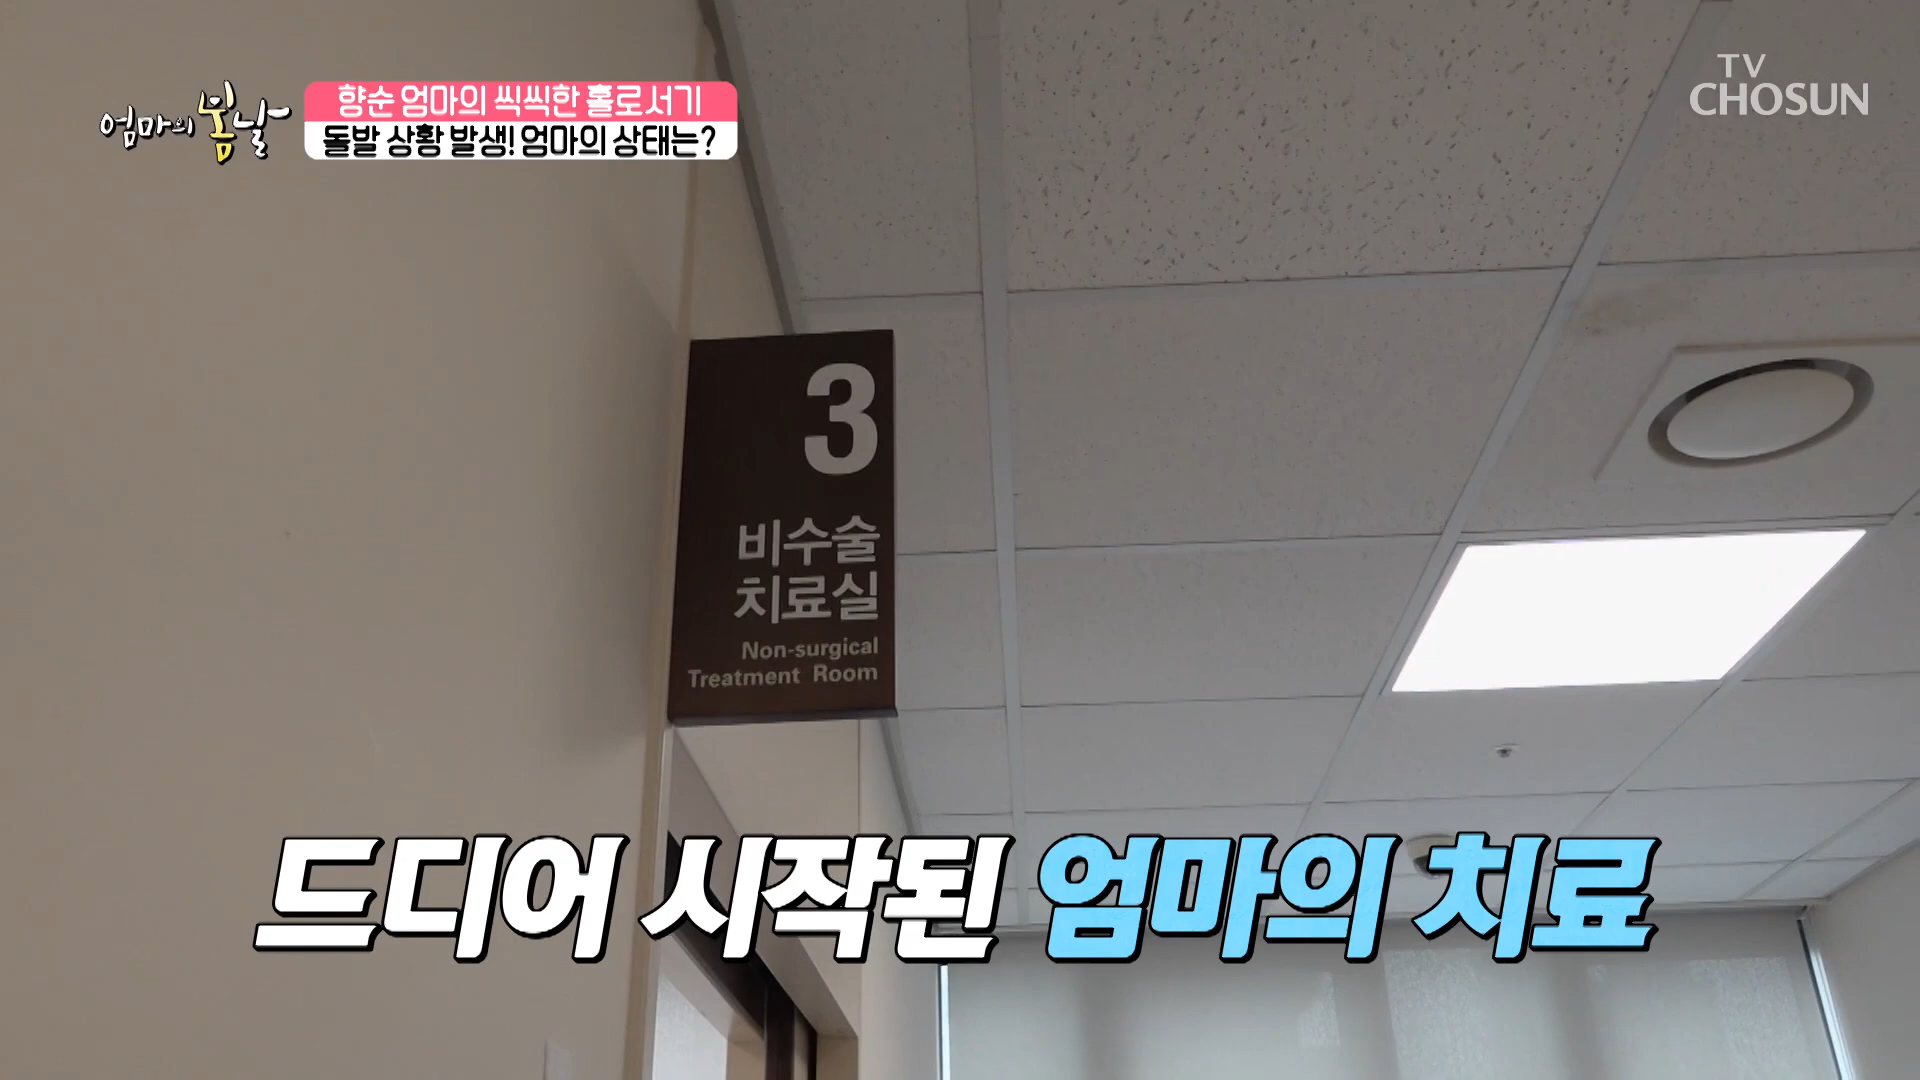 엄마의 봄날
향순 엄마의 씩씩한 홀로서기
돌발 상황 발생! 엄마의 상태는?
TV
CHOSUN
3
비수술
치료실
Non-surgical
Treatment Room
드디어 시작된 엄마의 치료